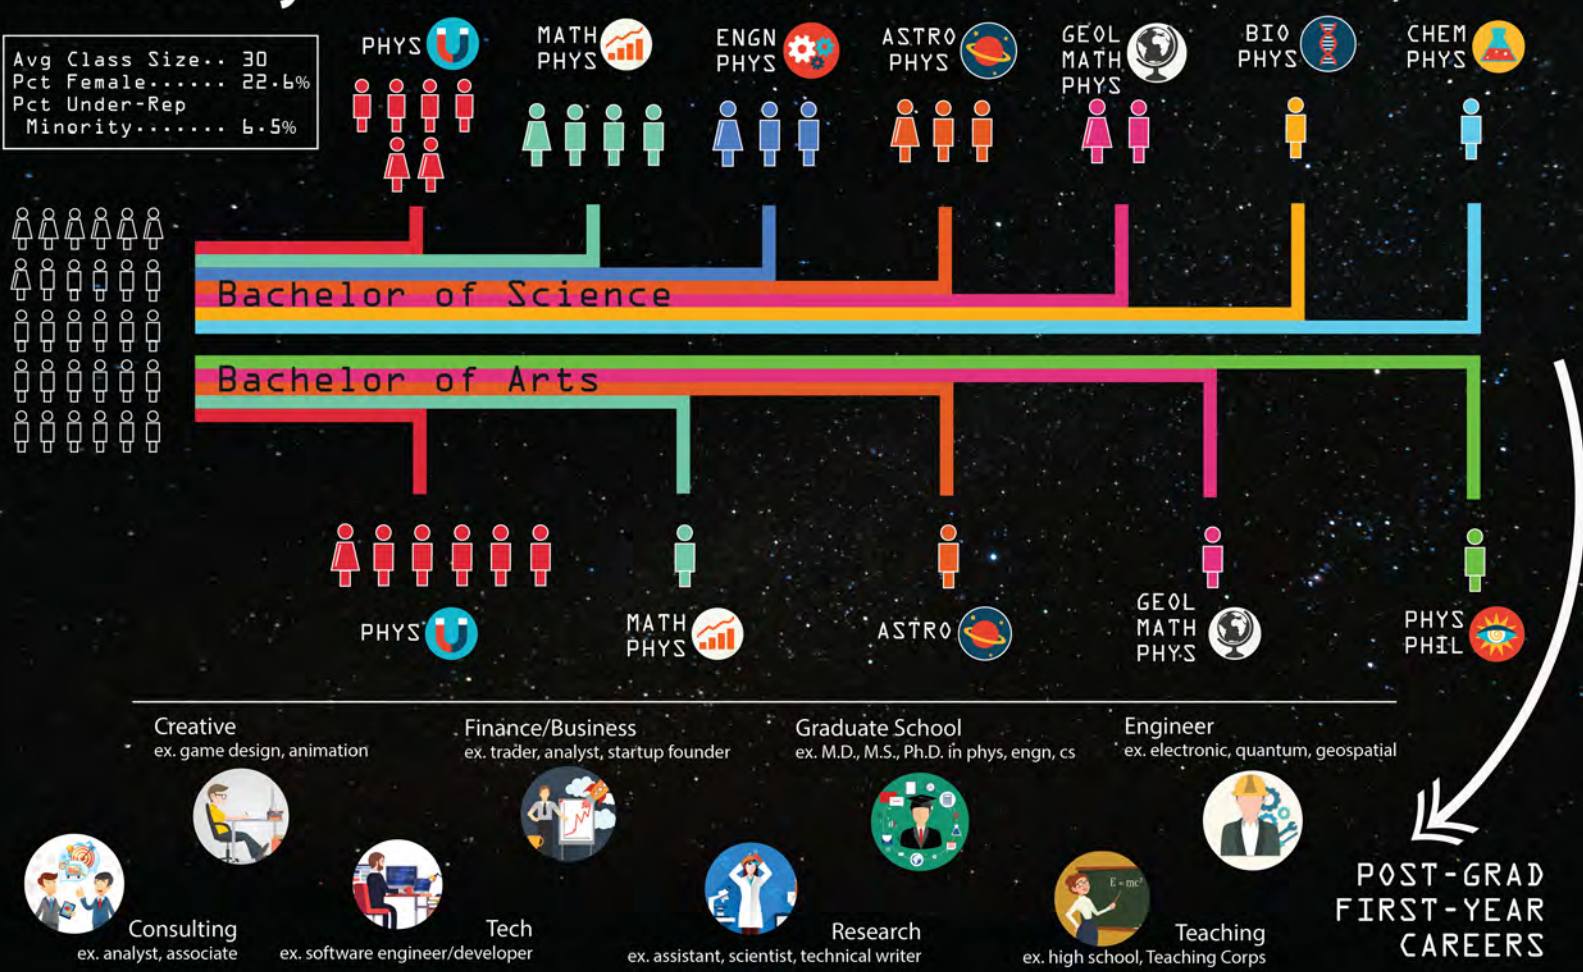 Avg Class Size.. 30
Pct Female...... 22.6%
Pct Under-Rep
Minority....... 6.5%
PHYS
MATH
PHYS
ENGN
PHYS
ASTRO
PHYS
GEOL
MATH
PHYS
BIO
PHYS
CHEM
PHYS
Bachelor of Science
Bachelor of Arts
PHYS
MATH
PHYS
ASTRO
GEOL
MATH
PHYS
PHYS
PHIL
Creative
ex. game design, animation
Finance/Business
ex. trader, analyst, startup founder
Graduate School
ex. M.D., M.S., Ph.D. in phys, engn, cs
Engineer
ex. electronic, quantum, geospatial
Consulting
ex. analyst, associate
Tech
ex. software engineer/developer
Research
ex. assistant, scientist, technical writer
E=mc²
Teaching
ex. high school, Teaching Corps
POST-GRAD
FIRST-YEAR
CAREERS